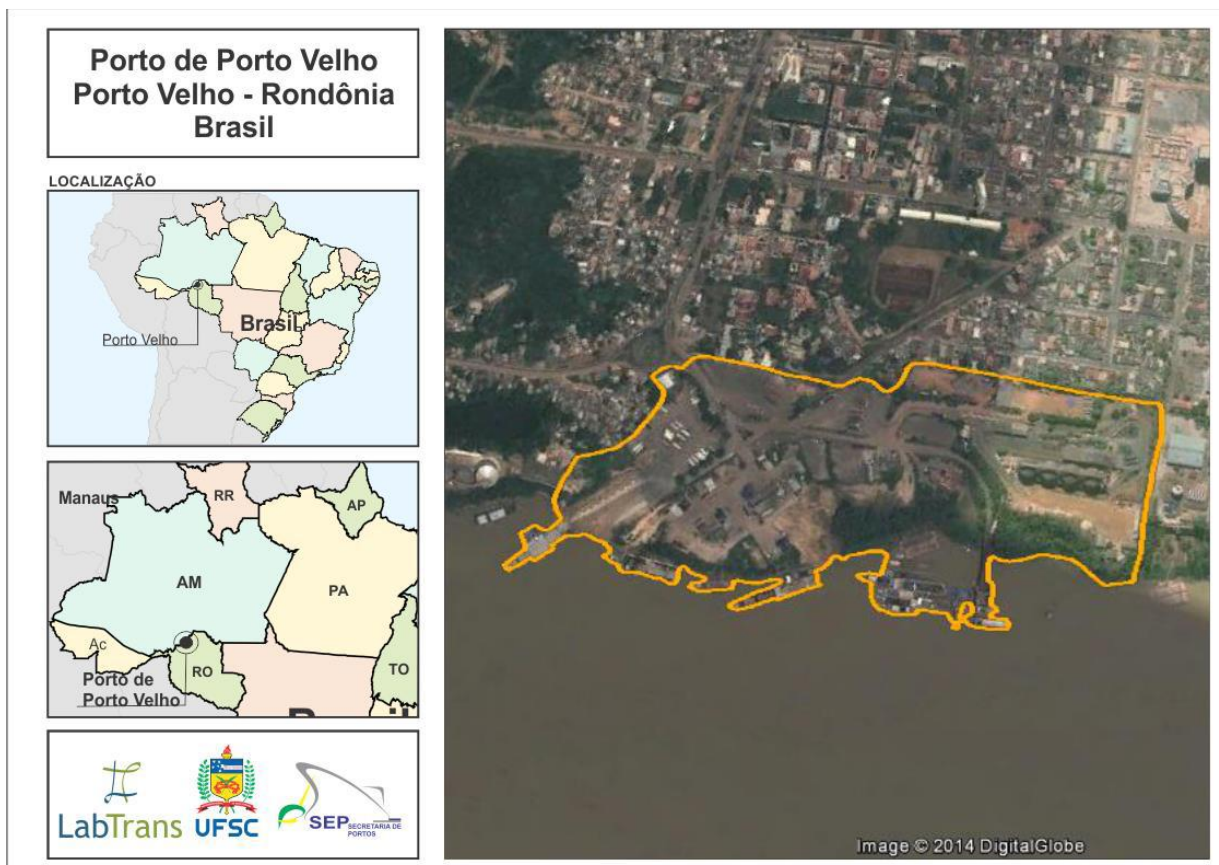 Porto de Porto Velho
Porto Velho - Rondônia
Brasil
LOCALIZAÇÃO
Brasil
Porto Velho
Manaus
RR
AP
AM
PA
Ac
RO
TO
Porto de
Porto Velho
LabTrans
UFSC
SEP SECRETARIA DE
PORTOS
Image © 2014 DigitalGlobe